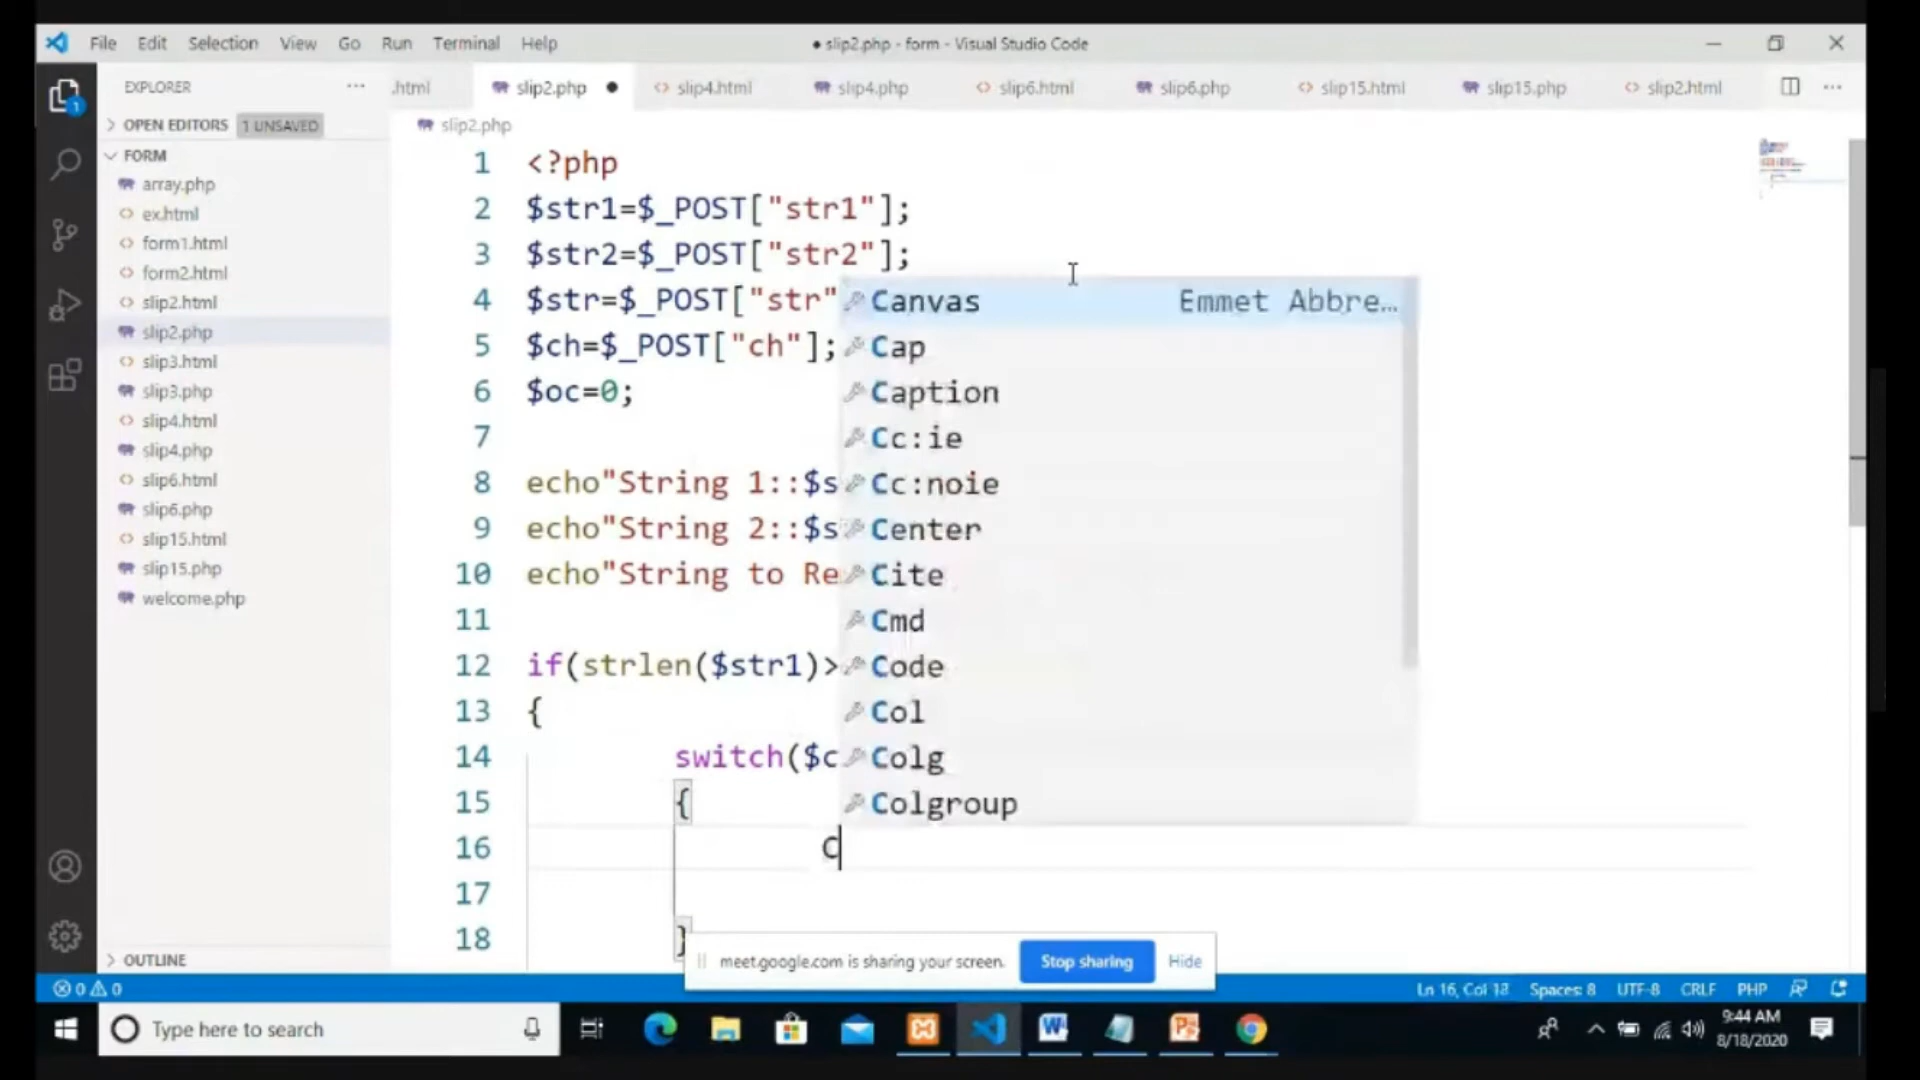 File Edit Selection View Go Run Terminal Help
● slip2.php - form - Visual Studio Code
EXPLORER
.html slip2.php slip4.html slip4.php slip6.html slip6.php slip15.html slip15.php slip2.html
OPEN EDITORS 1 UNSAVED
slip2.php
FORM
array.php
ex.html
form1.html
form2.html
slip2.html
slip2.php
slip3.html
slip3.php
slip4.html
slip4.php
slip6.html
slip6.php
slip15.html
slip15.php
welcome.php
OUTLINE
1 <?php
2 $str1=$_POST["str1"];
3 $str2=$_POST["str2"];
4 $str=$_POST["str"
5 $ch=$_POST["ch"];
6 $oc=0;
7
8 echo"String 1::$s
9 echo"String 2::$s
10 echo"String to Re
11
12 if(strlen($str1)>
13 {
14 switch($c
15 {
16 C
17
18 }
Canvas Emmet Abbre…
Cap
Caption
Cc:ie
Cc:noie
Center
Cite
Cmd
Code
Col
Colg
Colgroup
meet.google.com is sharing your screen. Stop sharing Hide
0 0 Ln 16, Col 18 Spaces: 8 UTF-8 CRLF PHP
Type here to search
9:44 AM
8/18/2020